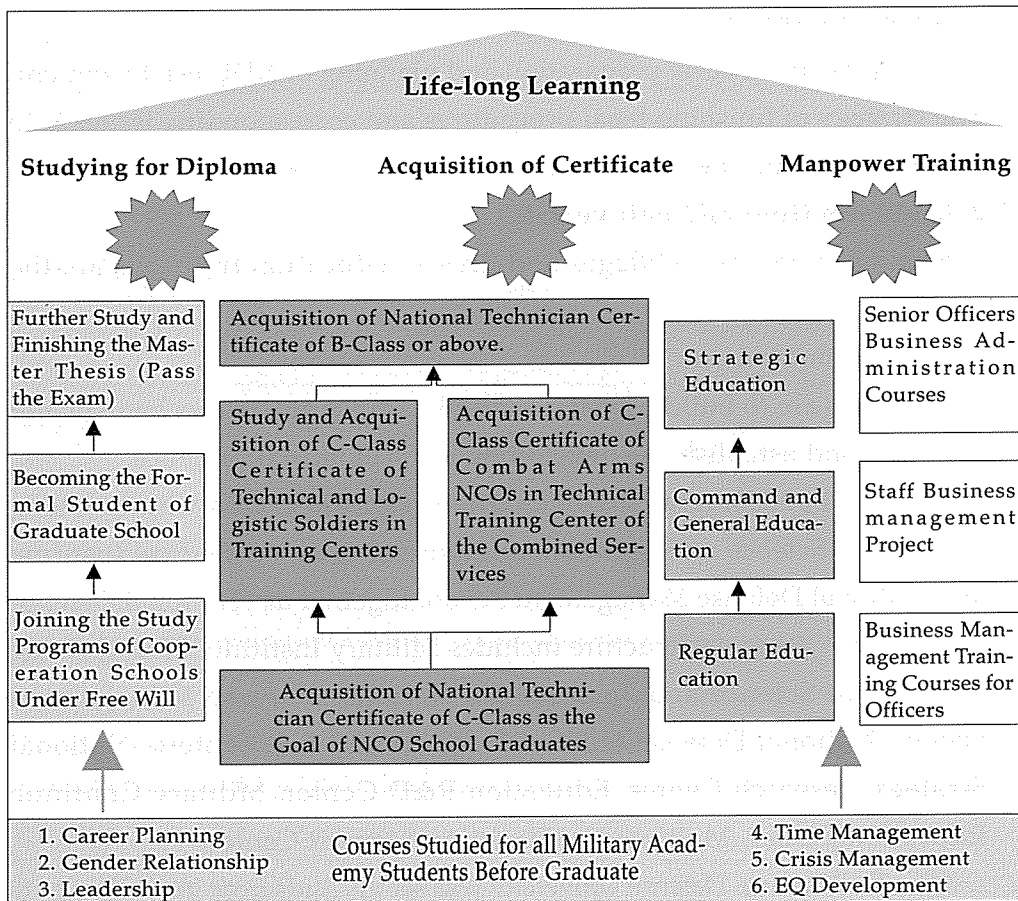 Life-long Learning
Studying for Diploma
Acquisition of Certificate
Manpower Training
Further Study and
Finishing the Mas-
ter Thesis (Pass
the Exam)
Becoming the For-
mal Student of
Graduate School
Joining the Study
Programs of Coop-
eration Schools
Under Free Will
Acquisition of National Technician Cer-
tificate of B-Class or above.
Study and Acqui-
sition of C-Class
Certificate of
Technical and Lo-
gistic Soldiers in
Training Centers
Acquisition of C-
Class Certificate of
Combat Arms
NCOs in Technical
Training Center of
the Combined Ser-
vices
Acquisition of National Techni-
cian Certificate of C-Class as the
Goal of NCO School Graduates
Strategic
Education
Command and
General Educa-
tion
Regular Edu-
cation
Senior Officers
Business Ad-
ministration
Courses
Staff Business
management
Project
Business Man-
agement Train-
ing Courses for
Officers
1. Career Planning
2. Gender Relationship
3. Leadership
Courses Studied for all Military Acad-
emy Students Before Graduate
4. Time Management
5. Crisis Management
6. EQ Development